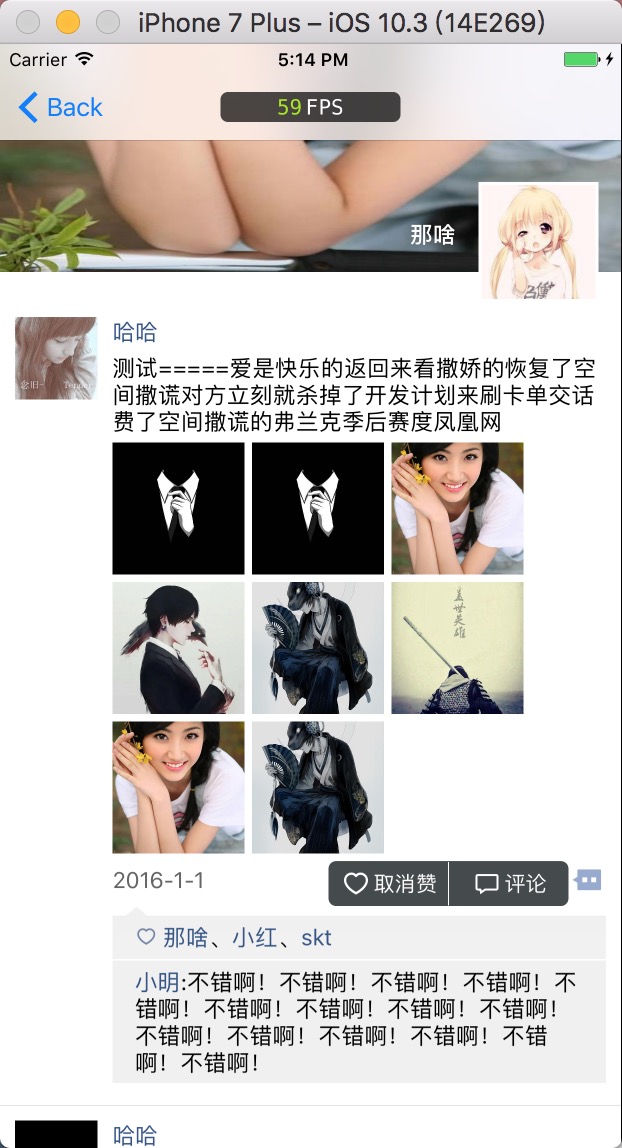 iPhone 7 Plus – iOS 10.3 (14E269)
Carrier 5:14 PM
Back 59 FPS
那啥
哈哈
测试=====爱是快乐的返回来看撒娇的恢复了空
间撒谎对方立刻就杀掉了开发计划来刷卡单交话
费了空间撒谎的弗兰克季后赛度凤凰网
盖世英雄
2016-1-1 取消赞 评论
那啥、小红、skt
小明:不错啊！不错啊！不错啊！不错啊！不
错啊！不错啊！不错啊！不错啊！不错啊！
不错啊！不错啊！不错啊！不错啊！不错
啊！不错啊！
哈哈